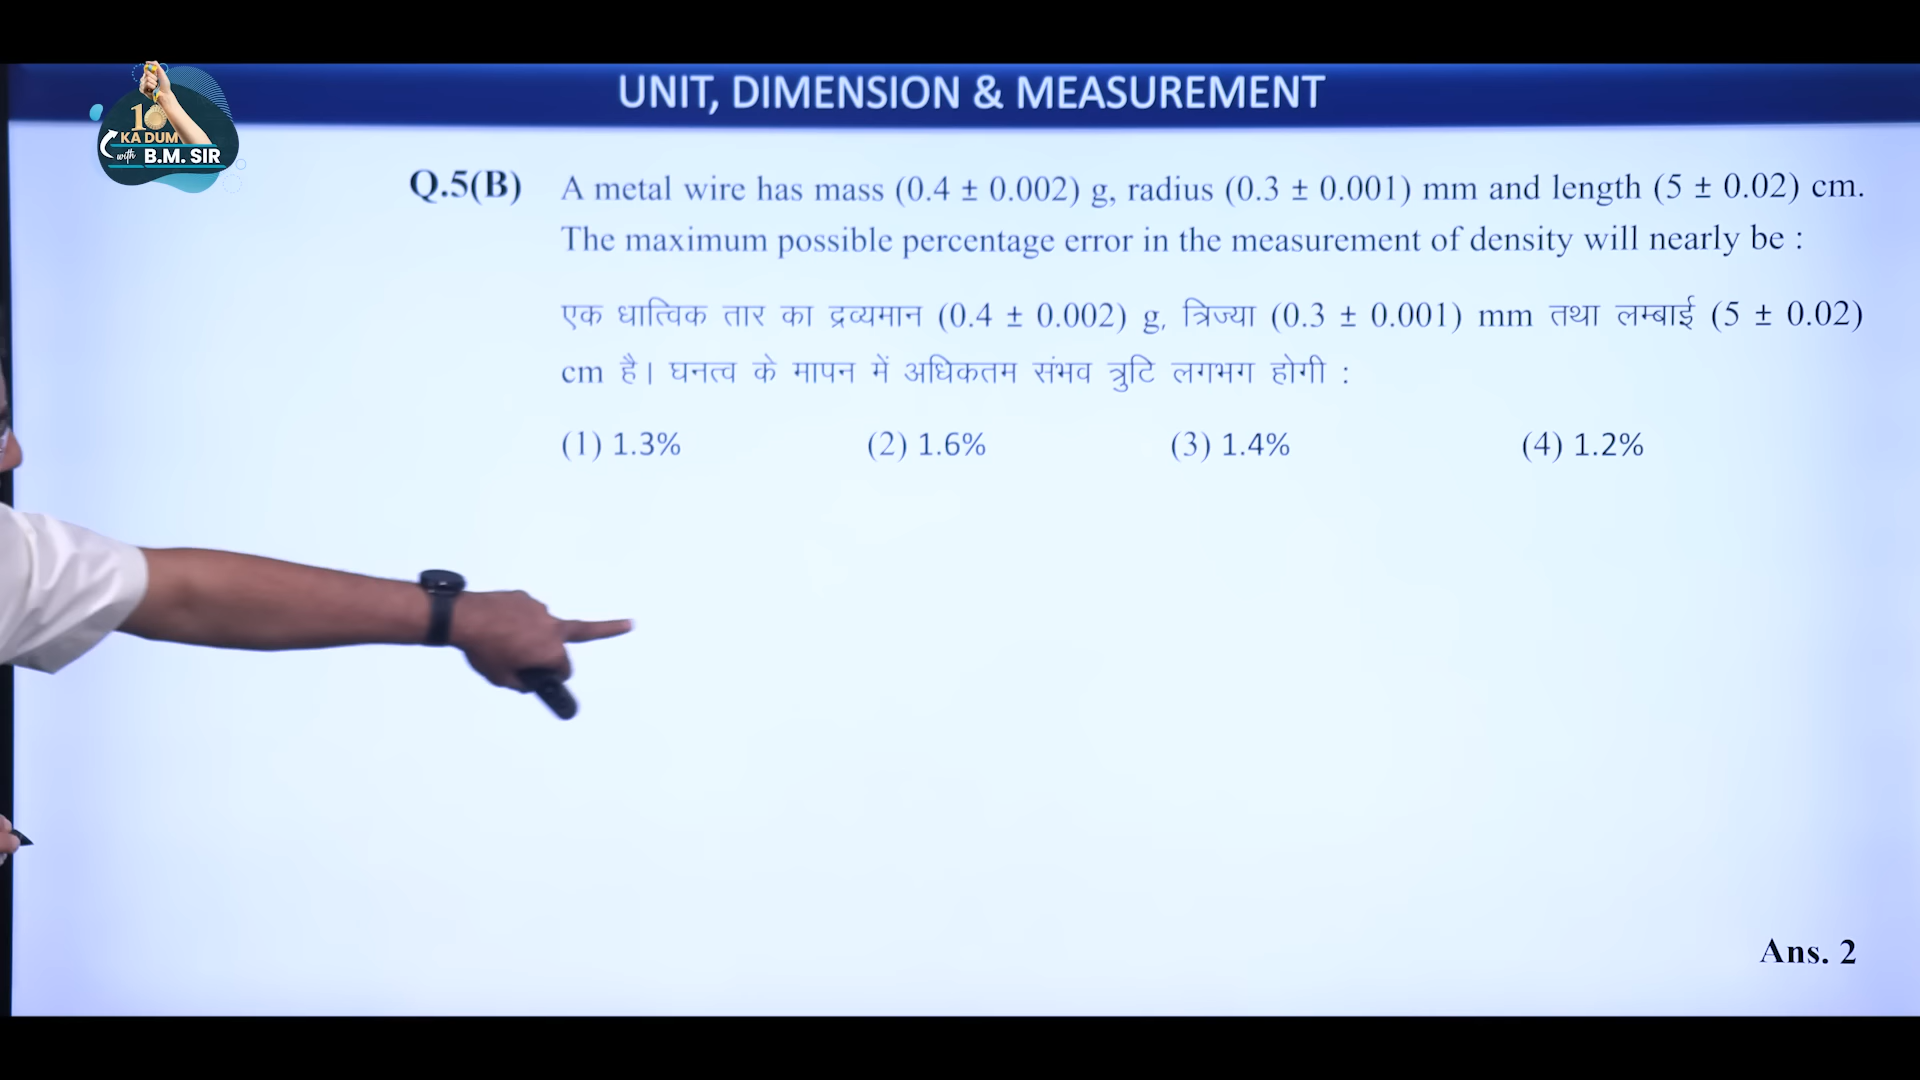 UNIT, DIMENSION & MEASUREMENT
10
KA DUM
with B.M. SIR
Q.5(B) A metal wire has mass (0.4 ± 0.002) g, radius (0.3 ± 0.001) mm and length (5 ± 0.02) cm.
The maximum possible percentage error in the measurement of density will nearly be :
एक धात्विक तार का द्रव्यमान (0.4 ± 0.002) g, त्रिज्या (0.3 ± 0.001) mm तथा लम्बाई (5 ± 0.02)
cm है। घनत्व के मापन में अधिकतम संभव त्रुटि लगभग होगी :
(1) 1.3% (2) 1.6% (3) 1.4% (4) 1.2%
Ans. 2